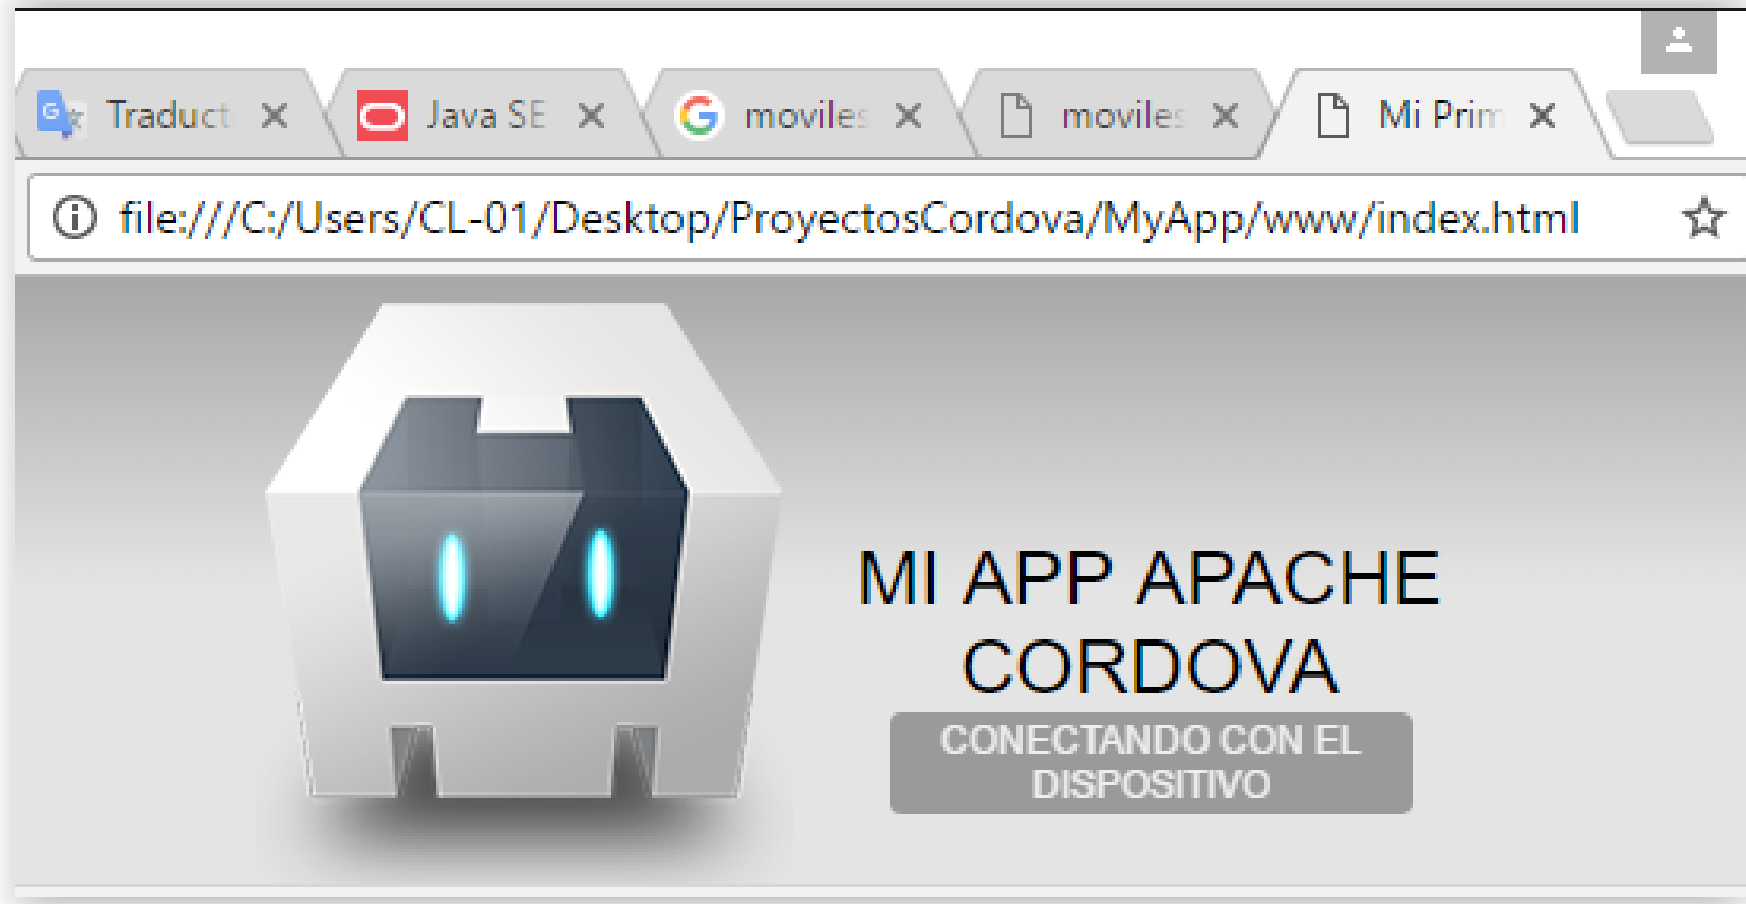 Traduct Java SE moviles moviles Mi Prim
file:///C:/Users/CL-01/Desktop/ProyectosCordova/MyApp/www/index.html
MI APP APACHE
CORDOVA
CONECTANDO CON EL
DISPOSITIVO